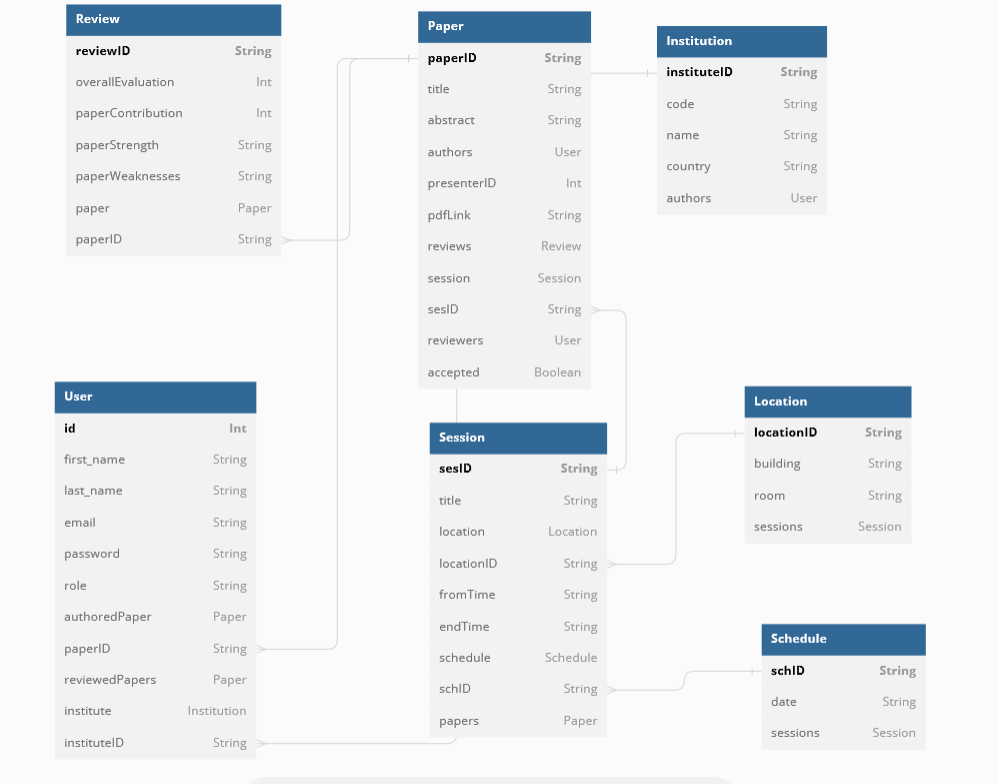 Review
reviewID String
overallEvaluation Int
paperContribution Int
paperStrength String
paperWeaknesses String
paper Paper
paperID String
Paper
paperID String
title String
abstract String
authors User
presenterID Int
pdfLink String
reviews Review
session Session
sesID String
reviewers User
accepted Boolean
Institution
instituteID String
code String
name String
country String
authors User
User
id Int
first_name String
last_name String
email String
password String
role String
authoredPaper Paper
paperID String
reviewedPapers Paper
institute Institution
instituteID String
Session
sesID String
title String
location Location
locationID String
fromTime String
endTime String
schedule Schedule
schID String
papers Paper
Location
locationID String
building String
room String
sessions Session
Schedule
schID String
date String
sessions Session